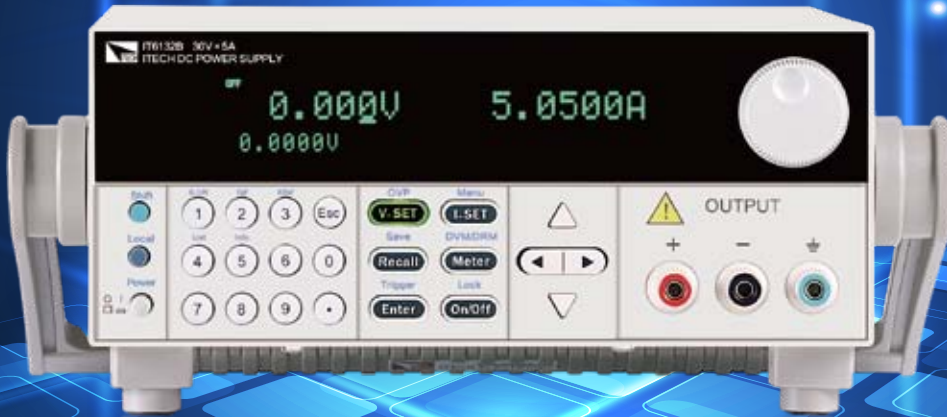 IT6132B 30V-5A
ITECH DC POWER SUPPLY
OFF
0.000V 5.0500A
0.0000V
Shift
Local
Power
1 2 3 Esc
4 5 6 0
7 8 9 .
OVP Menu
V-SET I-SET
Save DVM/DRM
Recall Meter
Trigger Lock
Enter On/Off
OUTPUT
+ -